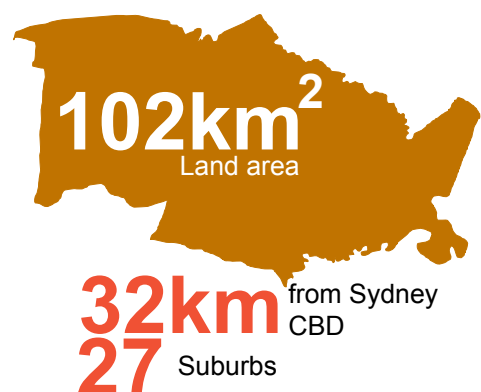 102km²
Land area
32km from Sydney
CBD
27 Suburbs